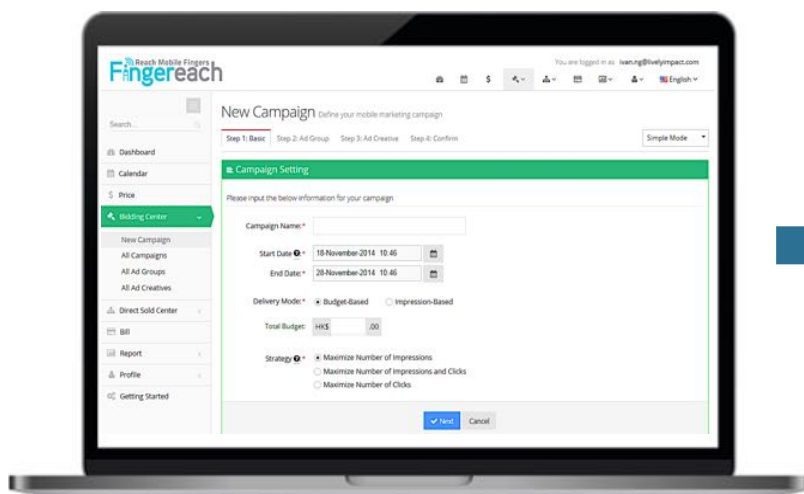 Reach Mobile Fingers
Fingereach
You are logged in as ivan.ng@livelyimpact.com
$
English
Search...
New Campaign Define your mobile marketing campaign
Step 1: Basic Step 2: Ad Group Step 3: Ad Creative Step 4: Confirm
Simple Mode
Dashboard
Calendar
$ Price
Bidding Center
New Campaign
All Campaigns
All Ad Groups
All Ad Creatives
Direct Sold Center
Bill
Report
Profile
Getting Started
Campaign Setting
Please input the below information for your campaign
Campaign Name: *
Start Date ?: * 18-November-2014 10:46
End Date: * 28-November-2014 10:46
Delivery Mode: * Budget-Based Impression-Based
Total Budget: HK$ .00
Strategy ?: * Maximize Number of Impressions
Maximize Number of Impressions and Clicks
Maximize Number of Clicks
Next Cancel